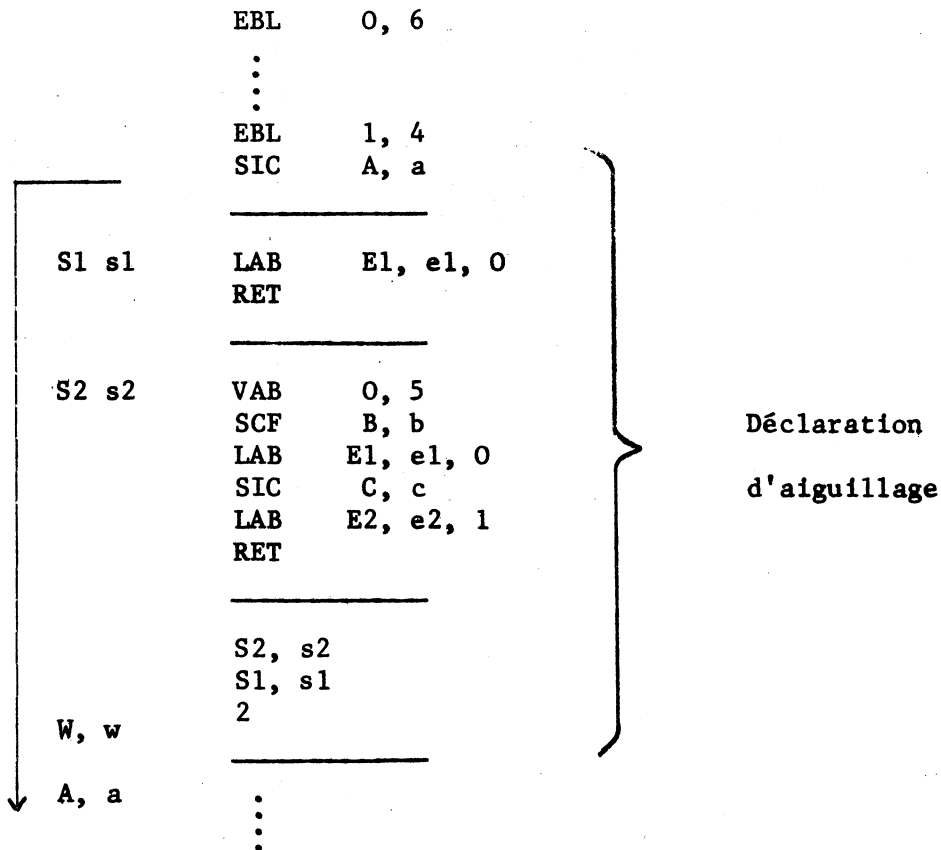 EBL 0, 6
EBL 1, 4
SIC A, a
S1 s1 LAB E1, e1, 0
RET
S2 s2 VAB 0, 5
SCF B, b
LAB E1, e1, 0
Déclaration
SIC C, c
d'aiguillage
LAB E2, e2, 1
RET
S2, s2
S1, s1
2
W, w
A, a